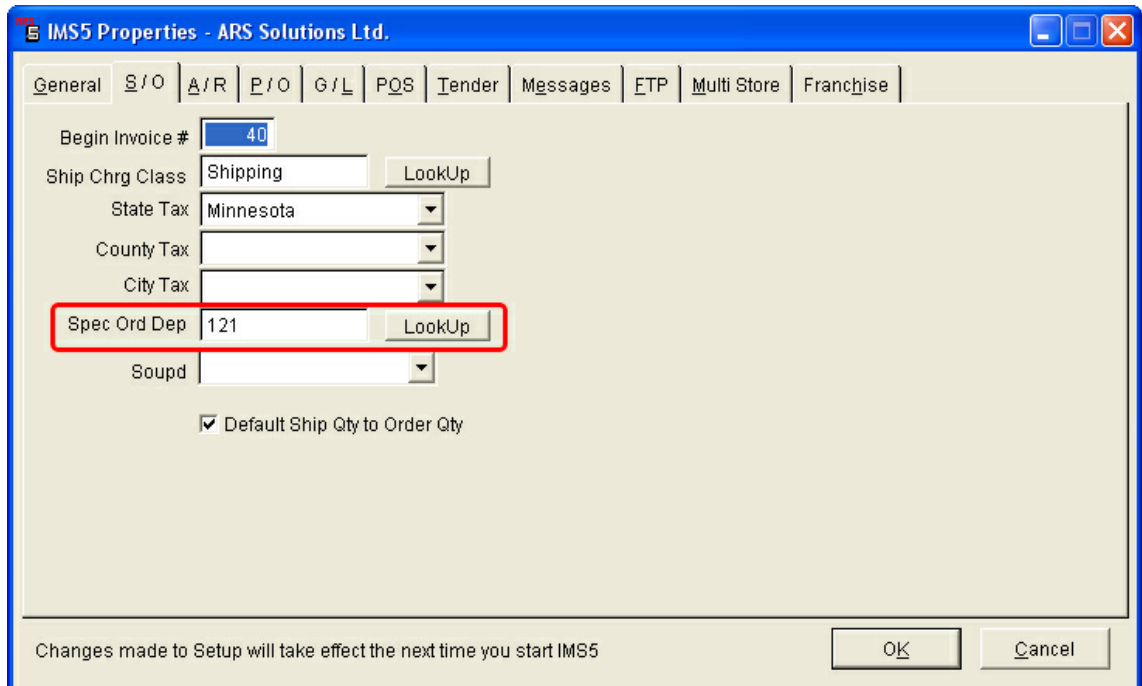 IMS5 Properties - ARS Solutions Ltd.
General S/O A/R P/O G/L POS Tender Messages FTP Multi Store Franchise
Begin Invoice # 40
Ship Chrg Class Shipping LookUp
State Tax Minnesota
County Tax
City Tax
Spec Ord Dep 121 LookUp
Soupd
Default Ship Qty to Order Qty
Changes made to Setup will take effect the next time you start IMS5 OK Cancel